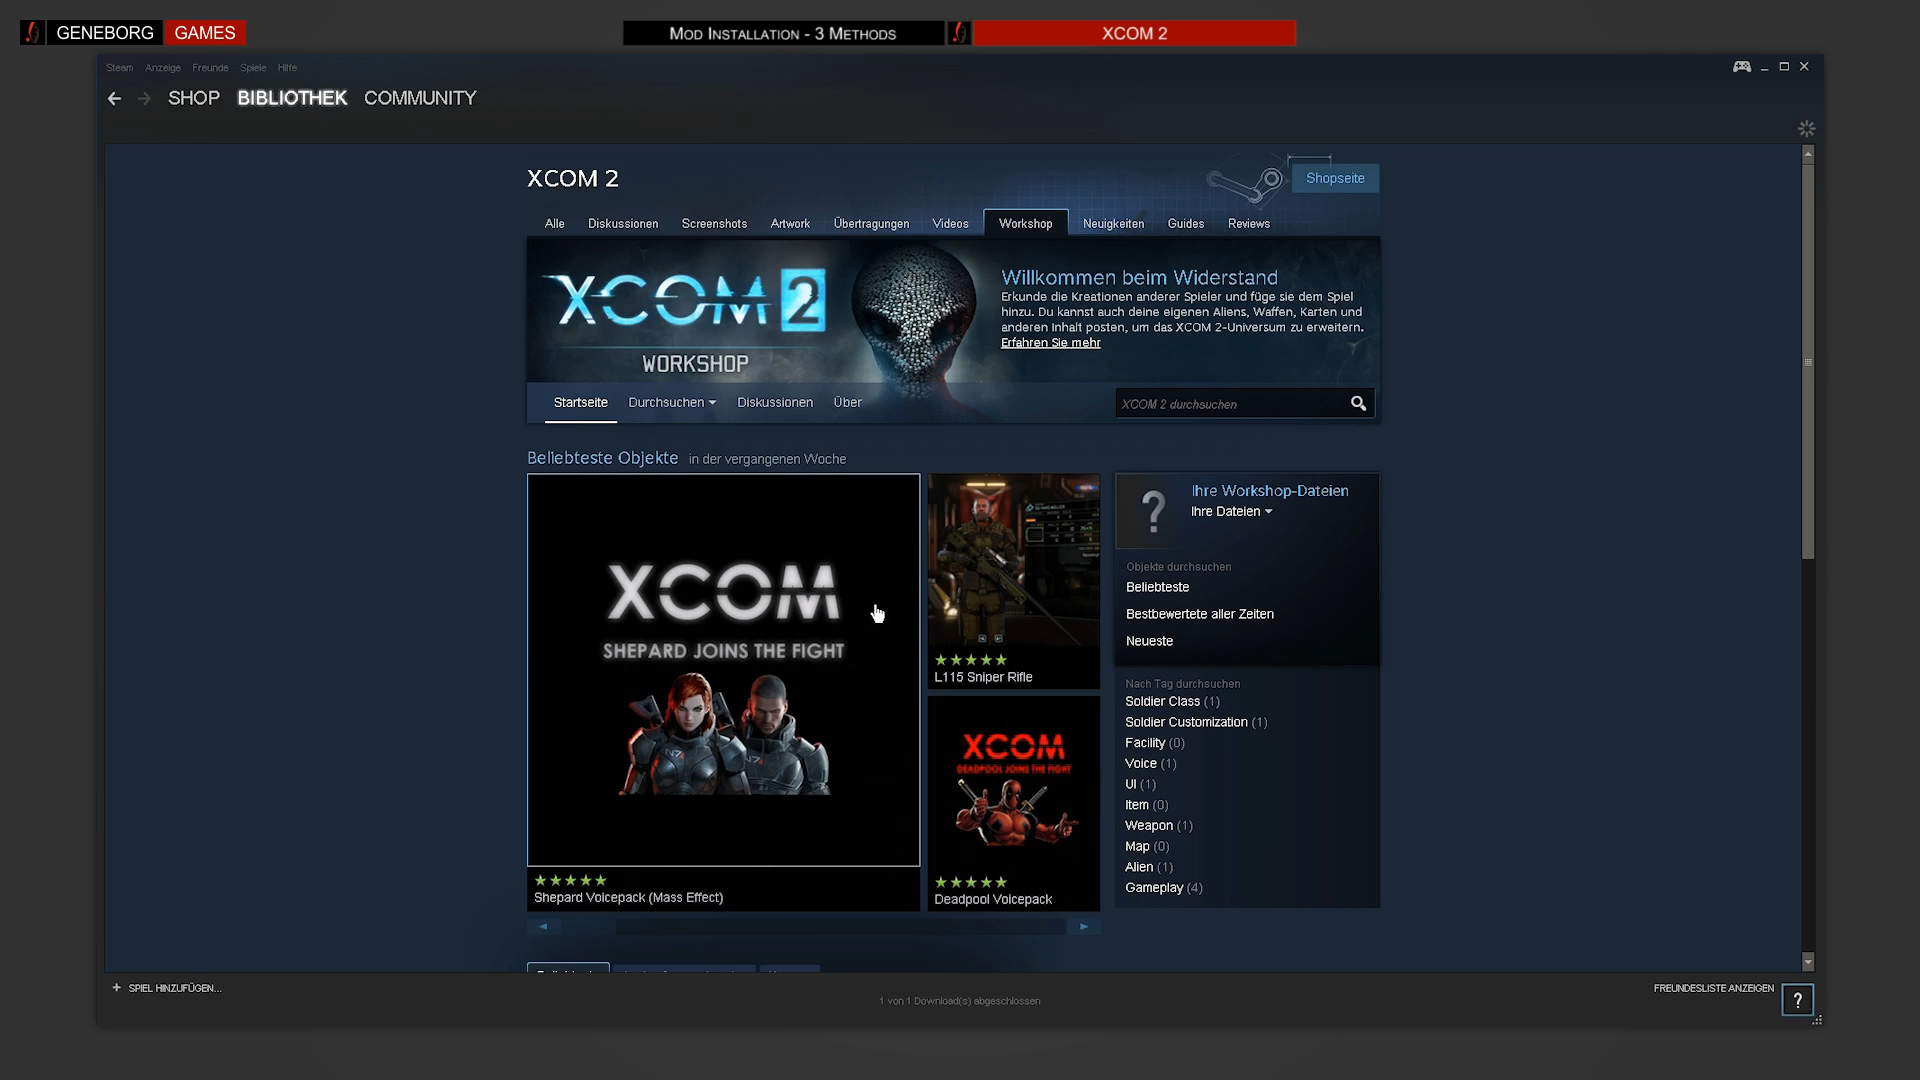 GENEBORG GAMES
MOD INSTALLATION - 3 METHODS
XCOM 2
Steam Anzeige Freunde Spiele Hilfe
SHOP BIBLIOTHEK COMMUNITY
XCOM 2
Shopseite
Alle Diskussionen Screenshots Artwork Übertragungen Videos Workshop Neuigkeiten Guides Reviews
XCOM 2
WORKSHOP
Willkommen beim Widerstand
Erkunde die Kreationen anderer Spieler und füge sie dem Spiel
hinzu. Du kannst auch deine eigenen Aliens, Waffen, Karten und
anderen Inhalt posten, um das XCOM 2-Universum zu erweitern.
Erfahren Sie mehr
Startseite Durchsuchen Diskussionen Über
XCOM 2 durchsuchen
Beliebteste Objekte in der vergangenen Woche
XCOM
SHEPARD JOINS THE FIGHT
N7
N7
Shepard Voicepack (Mass Effect)
L115 Sniper Rifle
XCOM
DEADPOOL JOINS THE FIGHT
Deadpool Voicepack
?
Ihre Workshop-Dateien
Ihre Dateien
Objekte durchsuchen
Beliebteste
Bestbewertete aller Zeiten
Neueste
Nach Tag durchsuchen
Soldier Class (1)
Soldier Customization (1)
Facility (0)
Voice (1)
UI (1)
Item (0)
Weapon (1)
Map (0)
Alien (1)
Gameplay (4)
+ SPIEL HINZUFÜGEN...
1 von 1 Download(s) abgeschlossen
FREUNDESLISTE ANZEIGEN
?